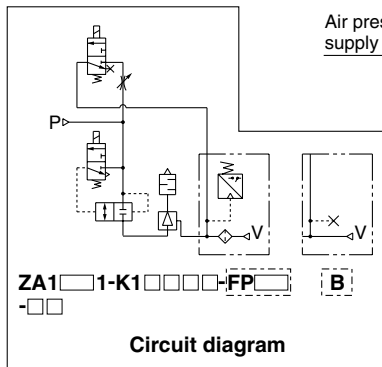 Air pres
supply
P
V
V
ZA1□□1-K1□□□□-FP□□ B
-□□
Circuit diagram